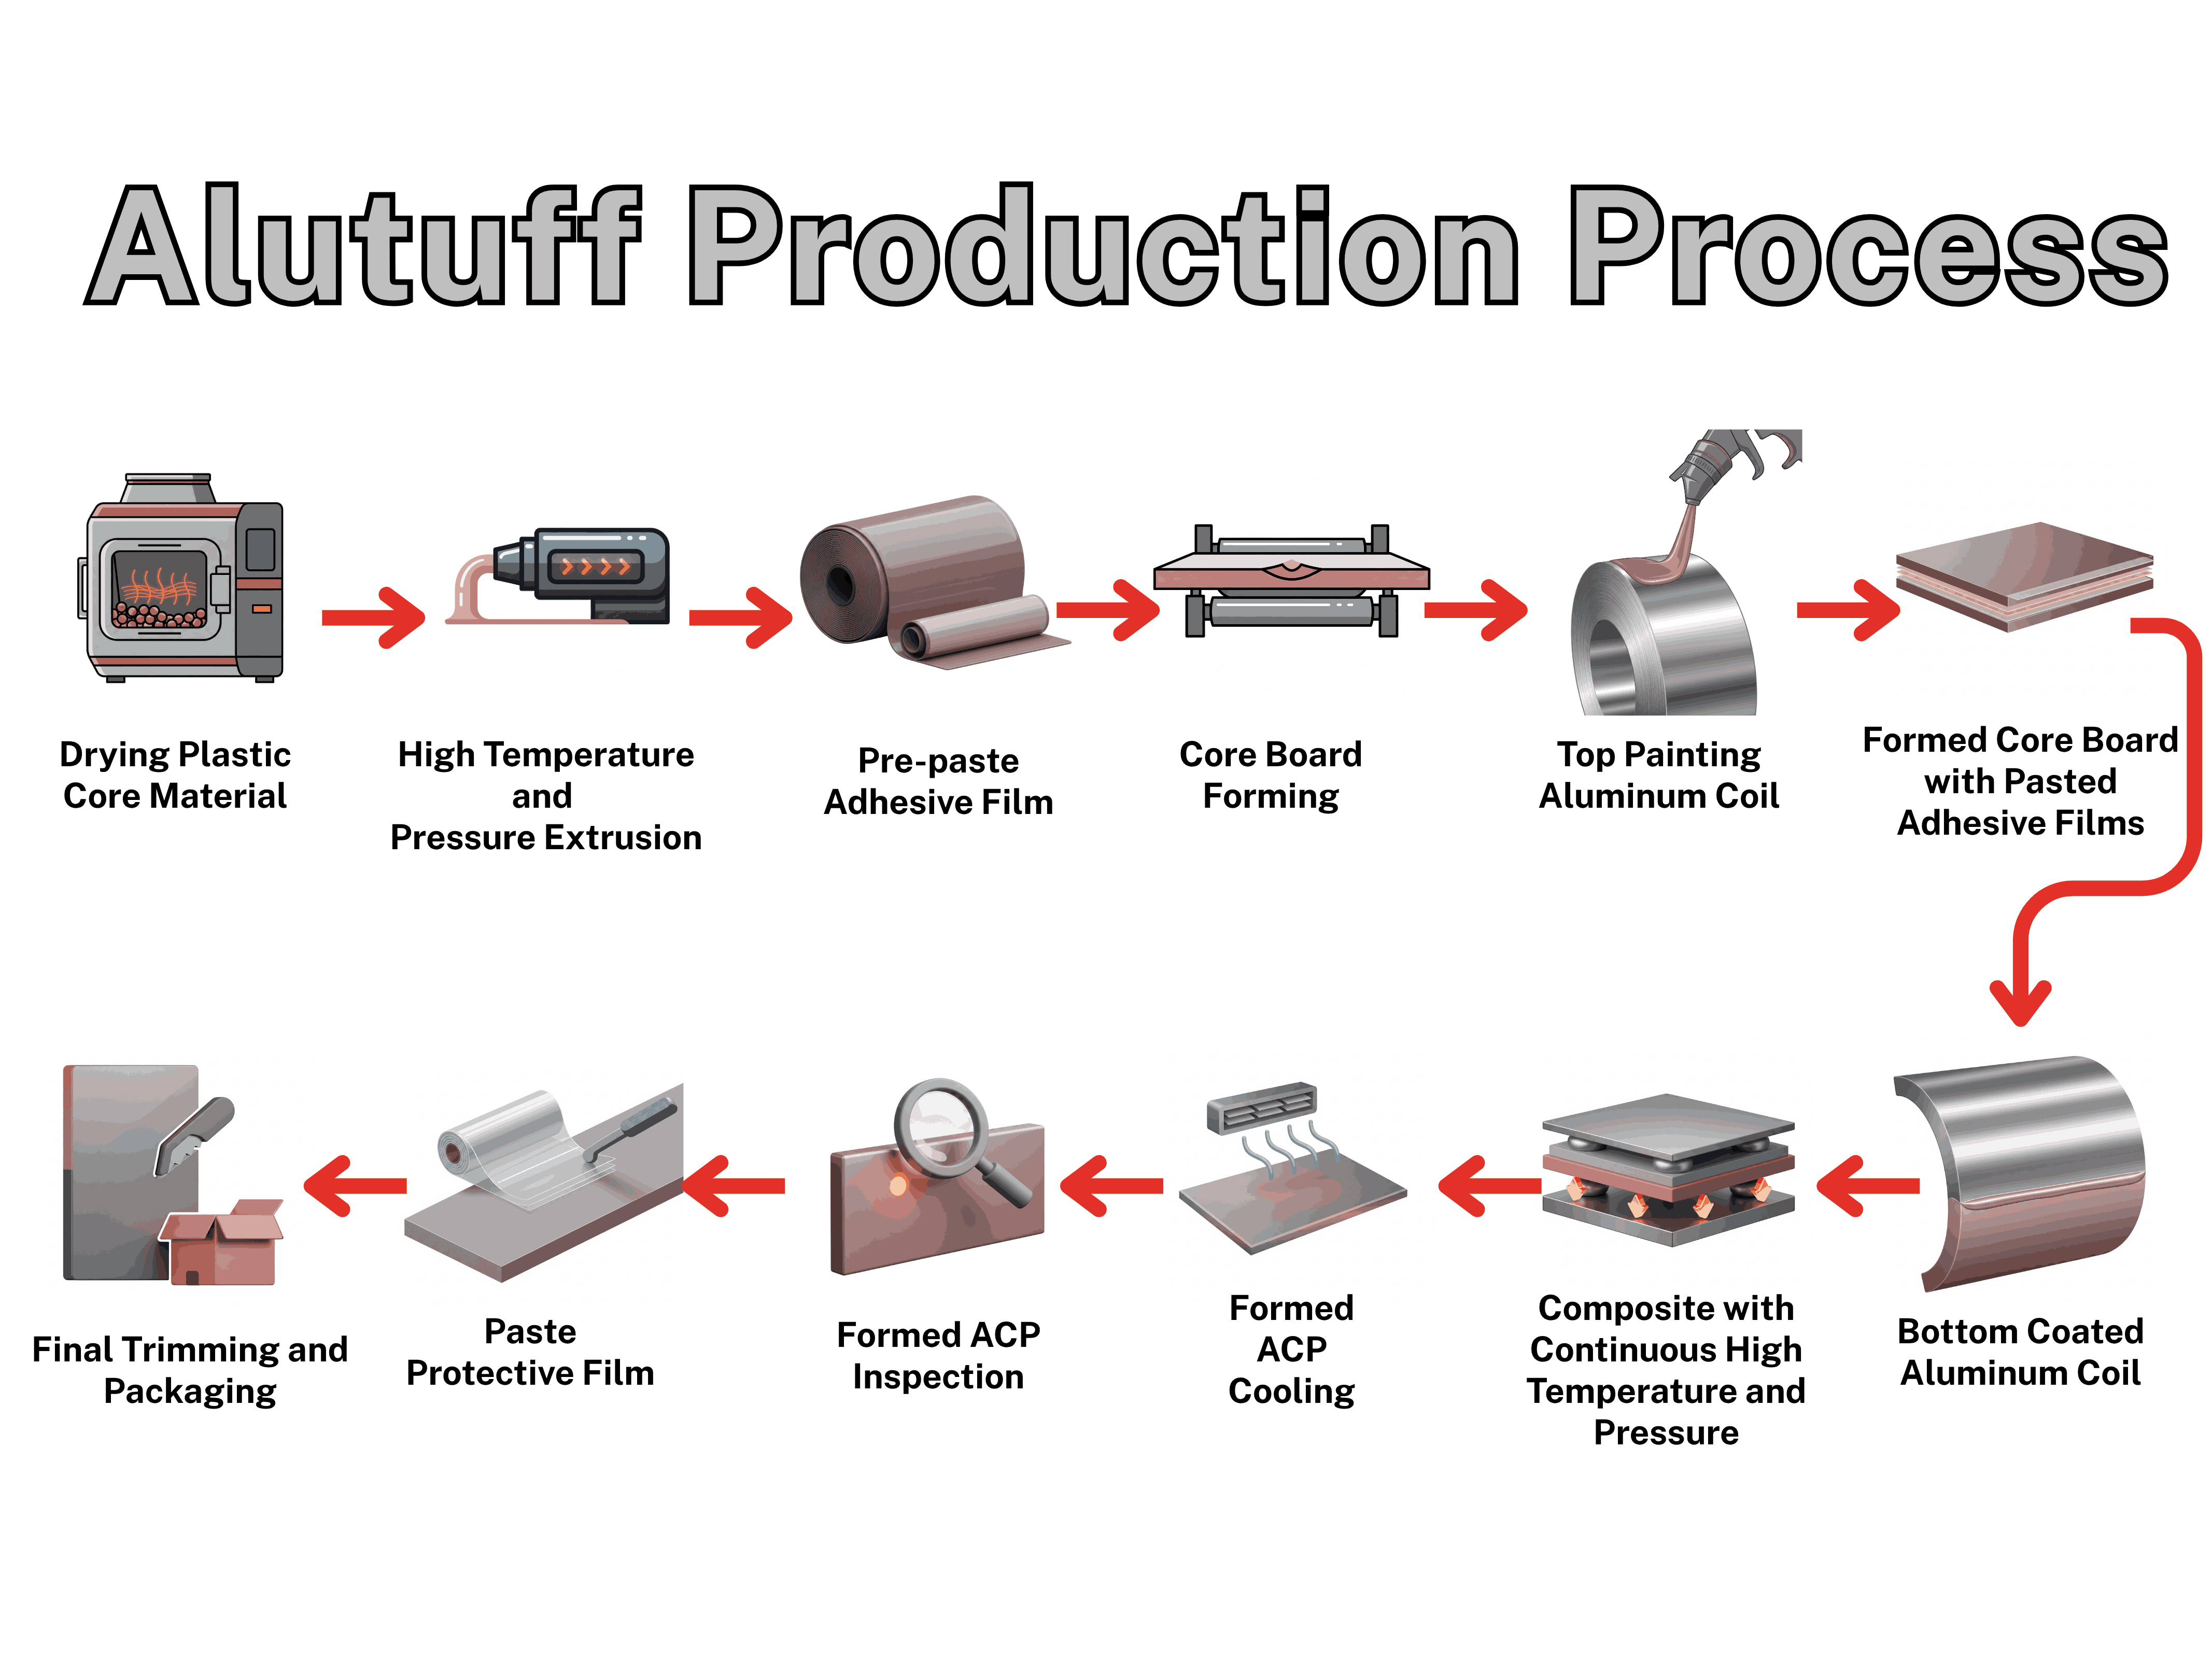 Alutuff Production Process
Drying Plastic
Core Material
High Temperature
and
Pressure Extrusion
Pre-paste
Adhesive Film
Core Board
Forming
Top Painting
Aluminum Coil
Formed Core Board
with Pasted
Adhesive Films
Bottom Coated
Aluminum Coil
Composite with
Continuous High
Temperature and
Pressure
Formed
ACP
Cooling
Formed ACP
Inspection
Paste
Protective Film
Final Trimming and
Packaging